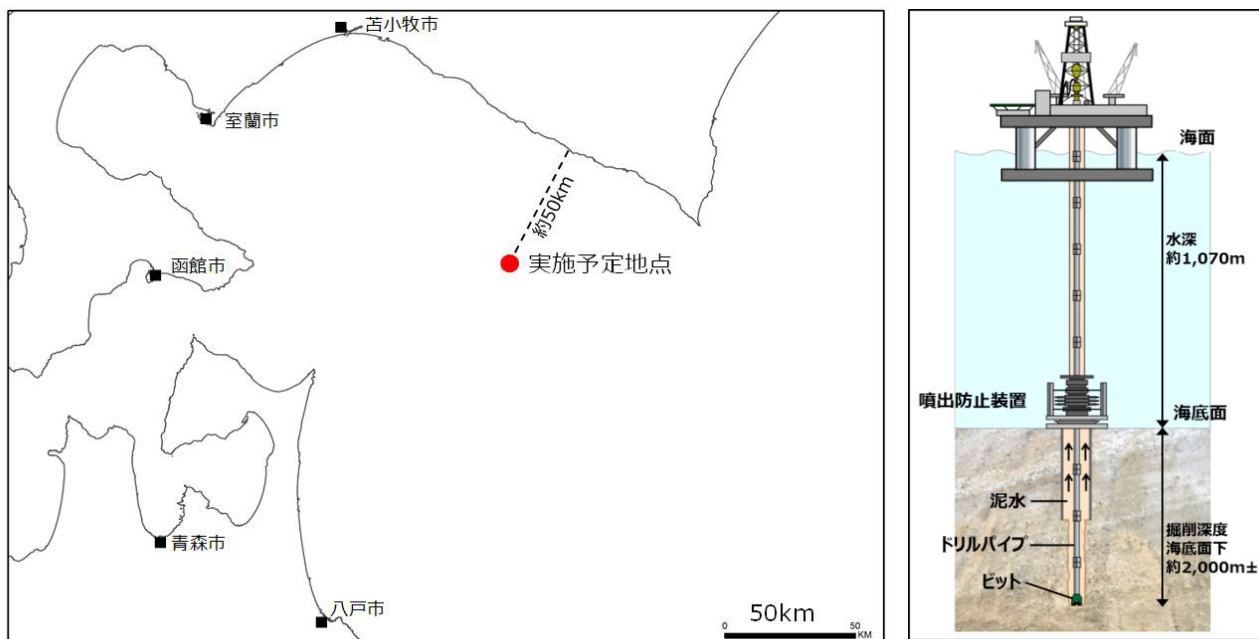 苫小牧市
室蘭市
約50km
実施予定地点
函館市
青森市
八戸市
50km
0 50
KM
海面
水深
約1,070m
噴出防止装置
海底面
泥水
ドリルパイプ
ビット
掘削深度
海底面下
約2,000m±